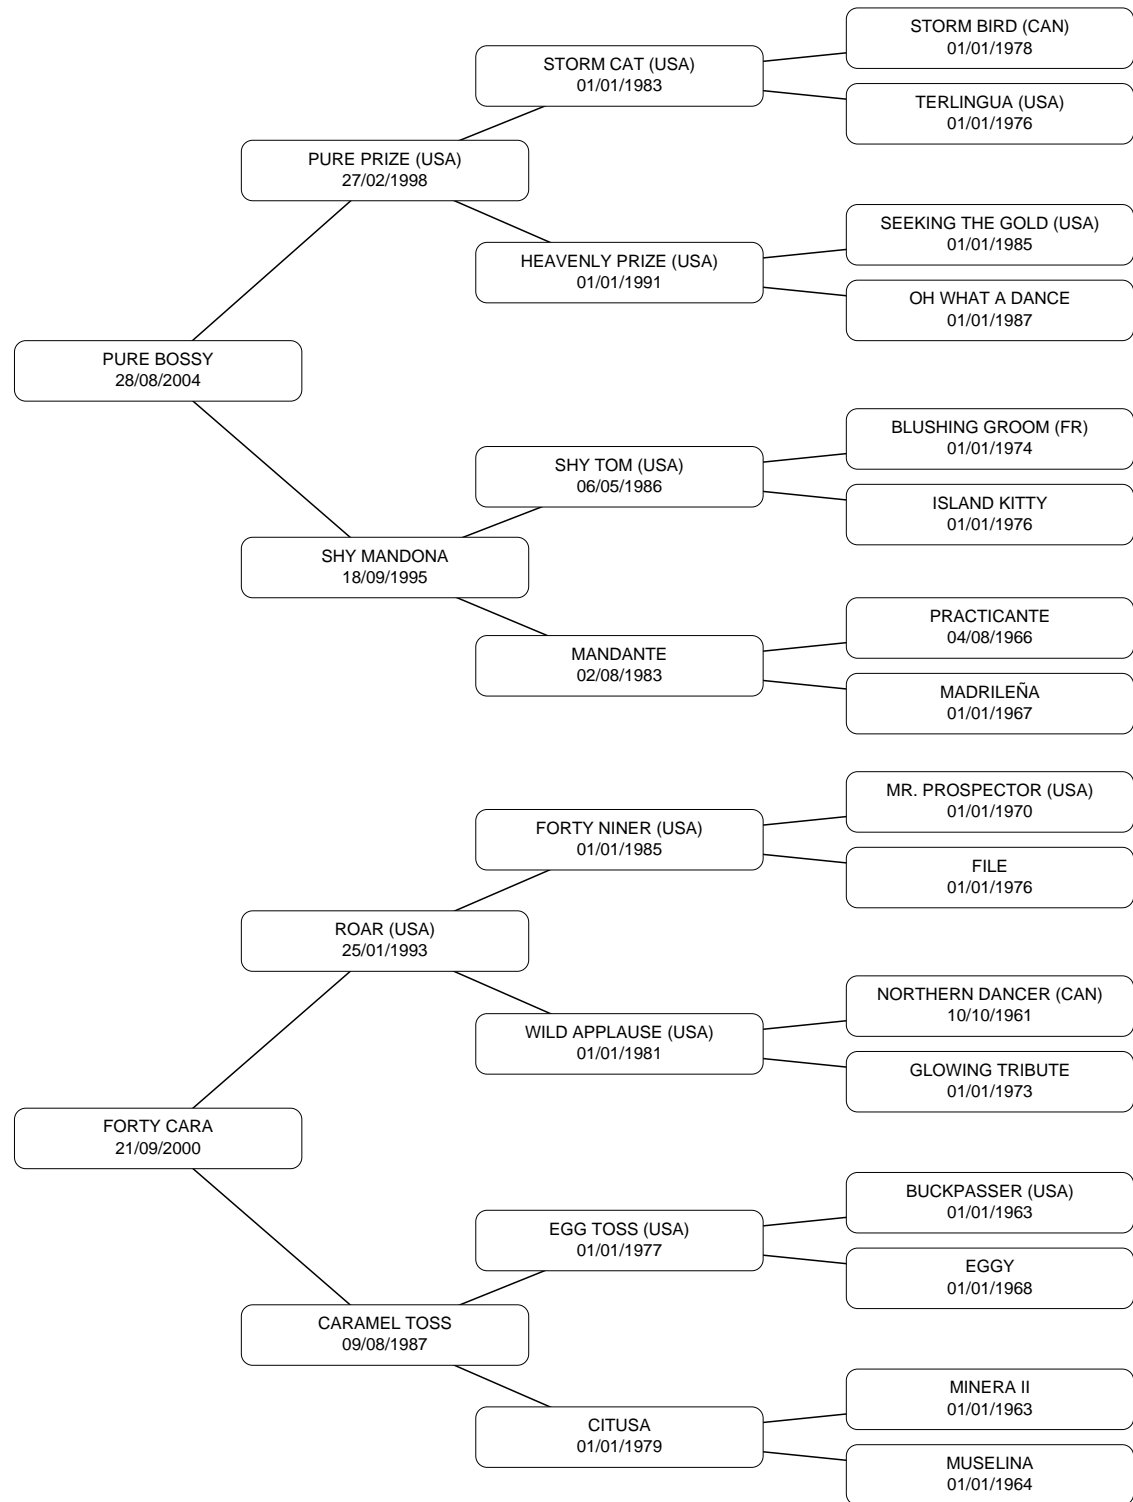 STORM BIRD (CAN)
01/01/1978
STORM CAT (USA)
01/01/1983
TERLINGUA (USA)
01/01/1976
PURE PRIZE (USA)
27/02/1998
SEEKING THE GOLD (USA)
01/01/1985
HEAVENLY PRIZE (USA)
01/01/1991
OH WHAT A DANCE
01/01/1987
PURE BOSSY
28/08/2004
BLUSHING GROOM (FR)
01/01/1974
SHY TOM (USA)
06/05/1986
ISLAND KITTY
01/01/1976
SHY MANDONA
18/09/1995
PRACTICANTE
04/08/1966
MANDANTE
02/08/1983
MADRILEÑA
01/01/1967
MR. PROSPECTOR (USA)
01/01/1970
FORTY NINER (USA)
01/01/1985
FILE
01/01/1976
ROAR (USA)
25/01/1993
NORTHERN DANCER (CAN)
10/10/1961
WILD APPLAUSE (USA)
01/01/1981
GLOWING TRIBUTE
01/01/1973
FORTY CARA
21/09/2000
BUCKPASSER (USA)
01/01/1963
EGG TOSS (USA)
01/01/1977
EGGY
01/01/1968
CARAMEL TOSS
09/08/1987
MINERA II
01/01/1963
CITUSA
01/01/1979
MUSELINA
01/01/1964